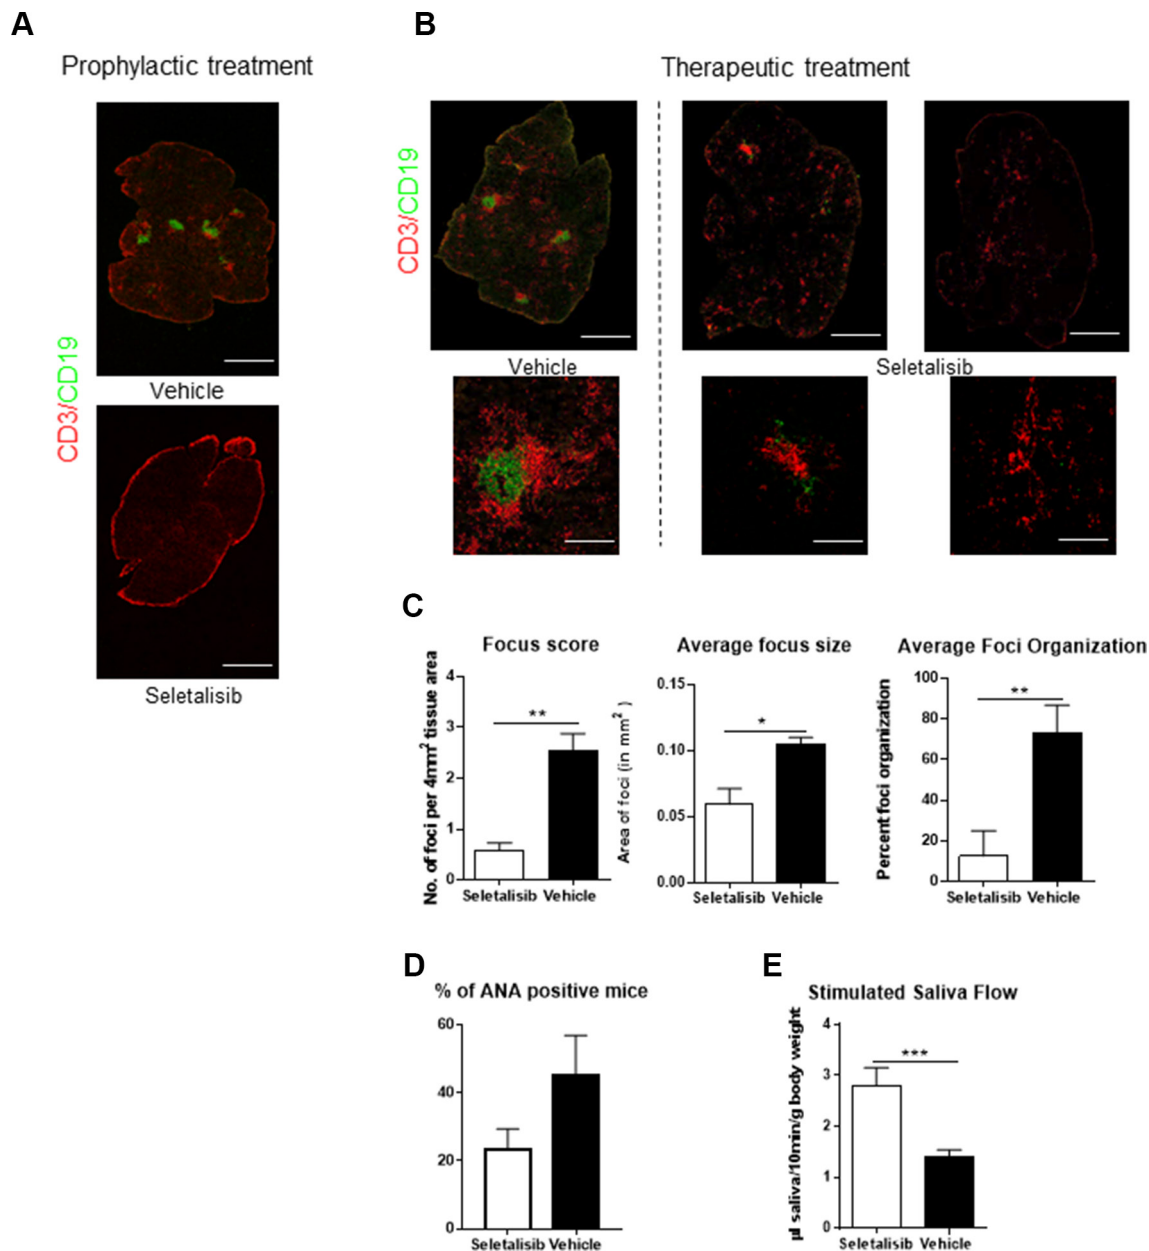 A
Prophylactic treatment
CD3/CD19
Vehicle
Seletalisib
B
Therapeutic treatment
CD3/CD19
Vehicle
Seletalisib
C
Focus score
No. of foci per 4mm² tissue area
4
3
2
1
0
**
Seletalisib Vehicle
Average focus size
Area of foci (in mm² )
0.15
0.10
0.05
0.00
*
Seletalisib Vehicle
Average Foci Organization
Percent foci organization
100
80
60
40
20
0
**
Seletalisib Vehicle
D
% of ANA positive mice
60
40
20
0
Seletalisib Vehicle
E
Stimulated Saliva Flow
µl saliva/10min/g body weight
4
3
2
1
0
***
Seletalisib Vehicle